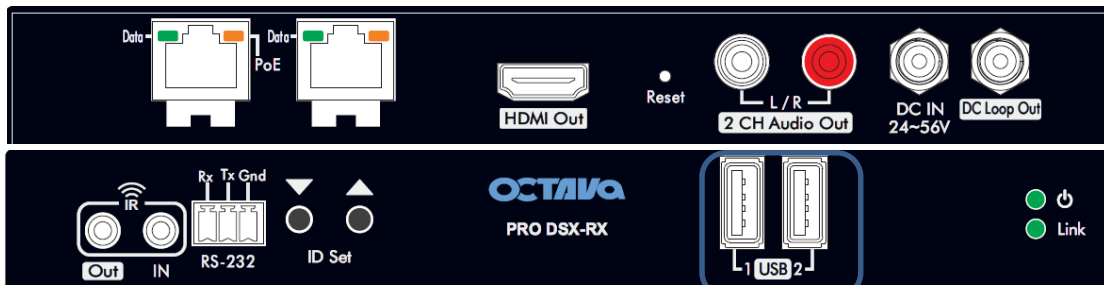 Data
PoE
Data
HDMI Out
Reset
L / R
2 CH Audio Out
DC IN
24~56V
DC Loop Out
IR
Out
IN
Rx Tx Gnd
RS-232
ID Set
OCTAVA
PRO DSX-RX
1 USB 2
Link